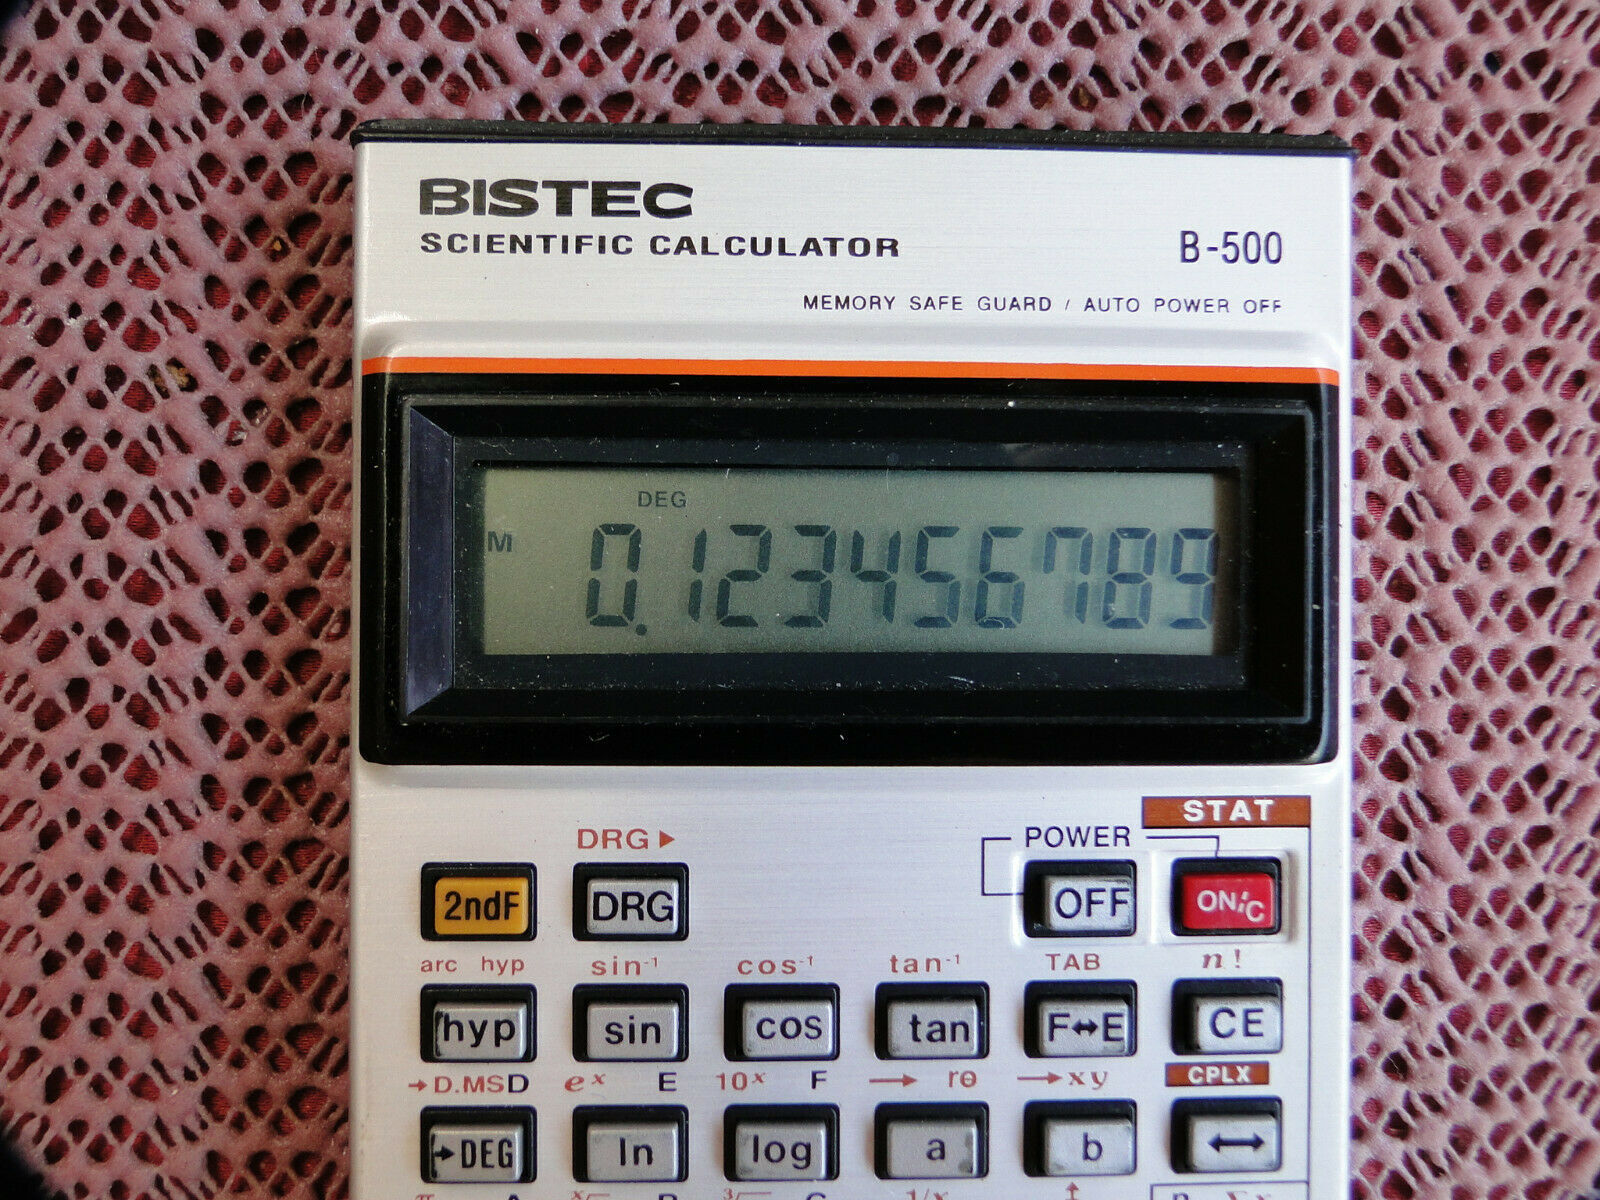 BISTEC
SCIENTIFIC CALCULATOR
B-500
MEMORY SAFE GUARD / AUTO POWER OFF
DEG
M 0.123456789
STAT
DRG ▶ POWER
2ndF DRG OFF ON/C
arc hyp sin⁻¹ cos⁻¹ tan⁻¹ TAB n!
hyp sin cos tan F↔E CE
→D.MSD eˣ E 10ˣ F → rθ → xy CPLX
→DEG ln log a b ↔